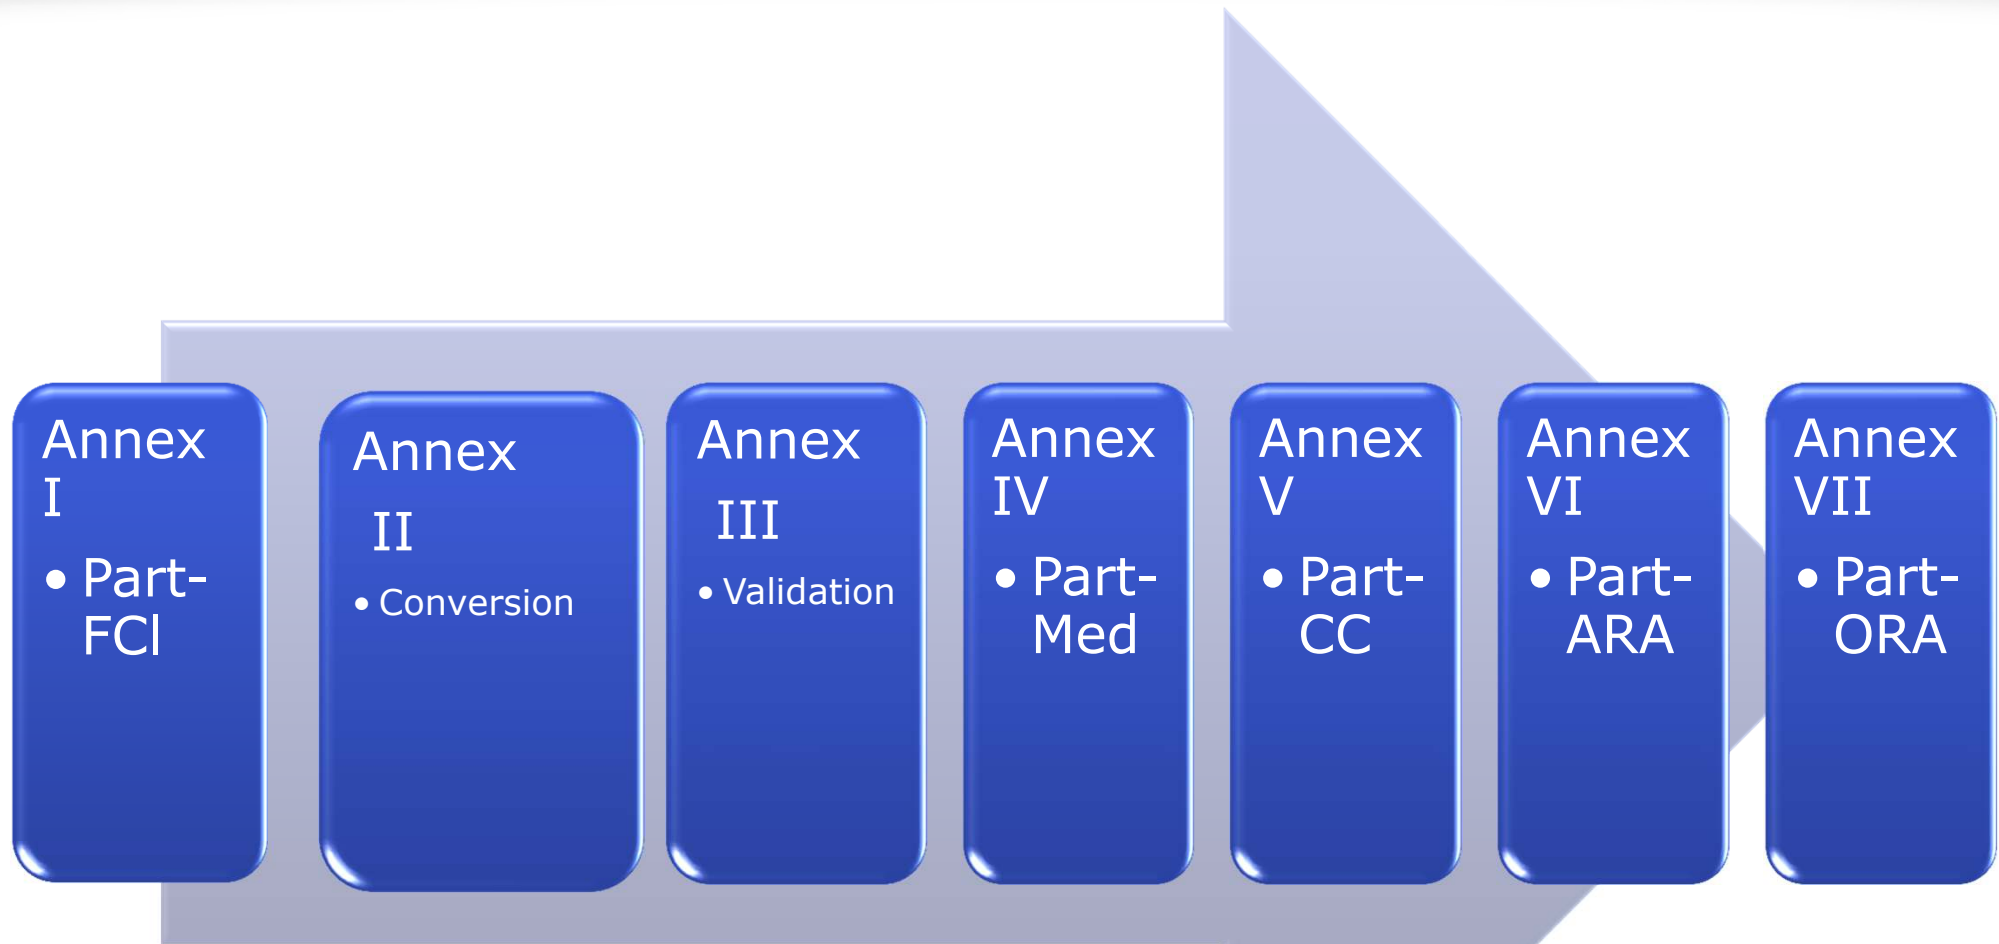 Annex
I
• Part-
FCl
Annex
II
• Conversion
Annex
III
• Validation
Annex
IV
• Part-
Med
Annex
V
• Part-
CC
Annex
VI
• Part-
ARA
Annex
VII
• Part-
ORA